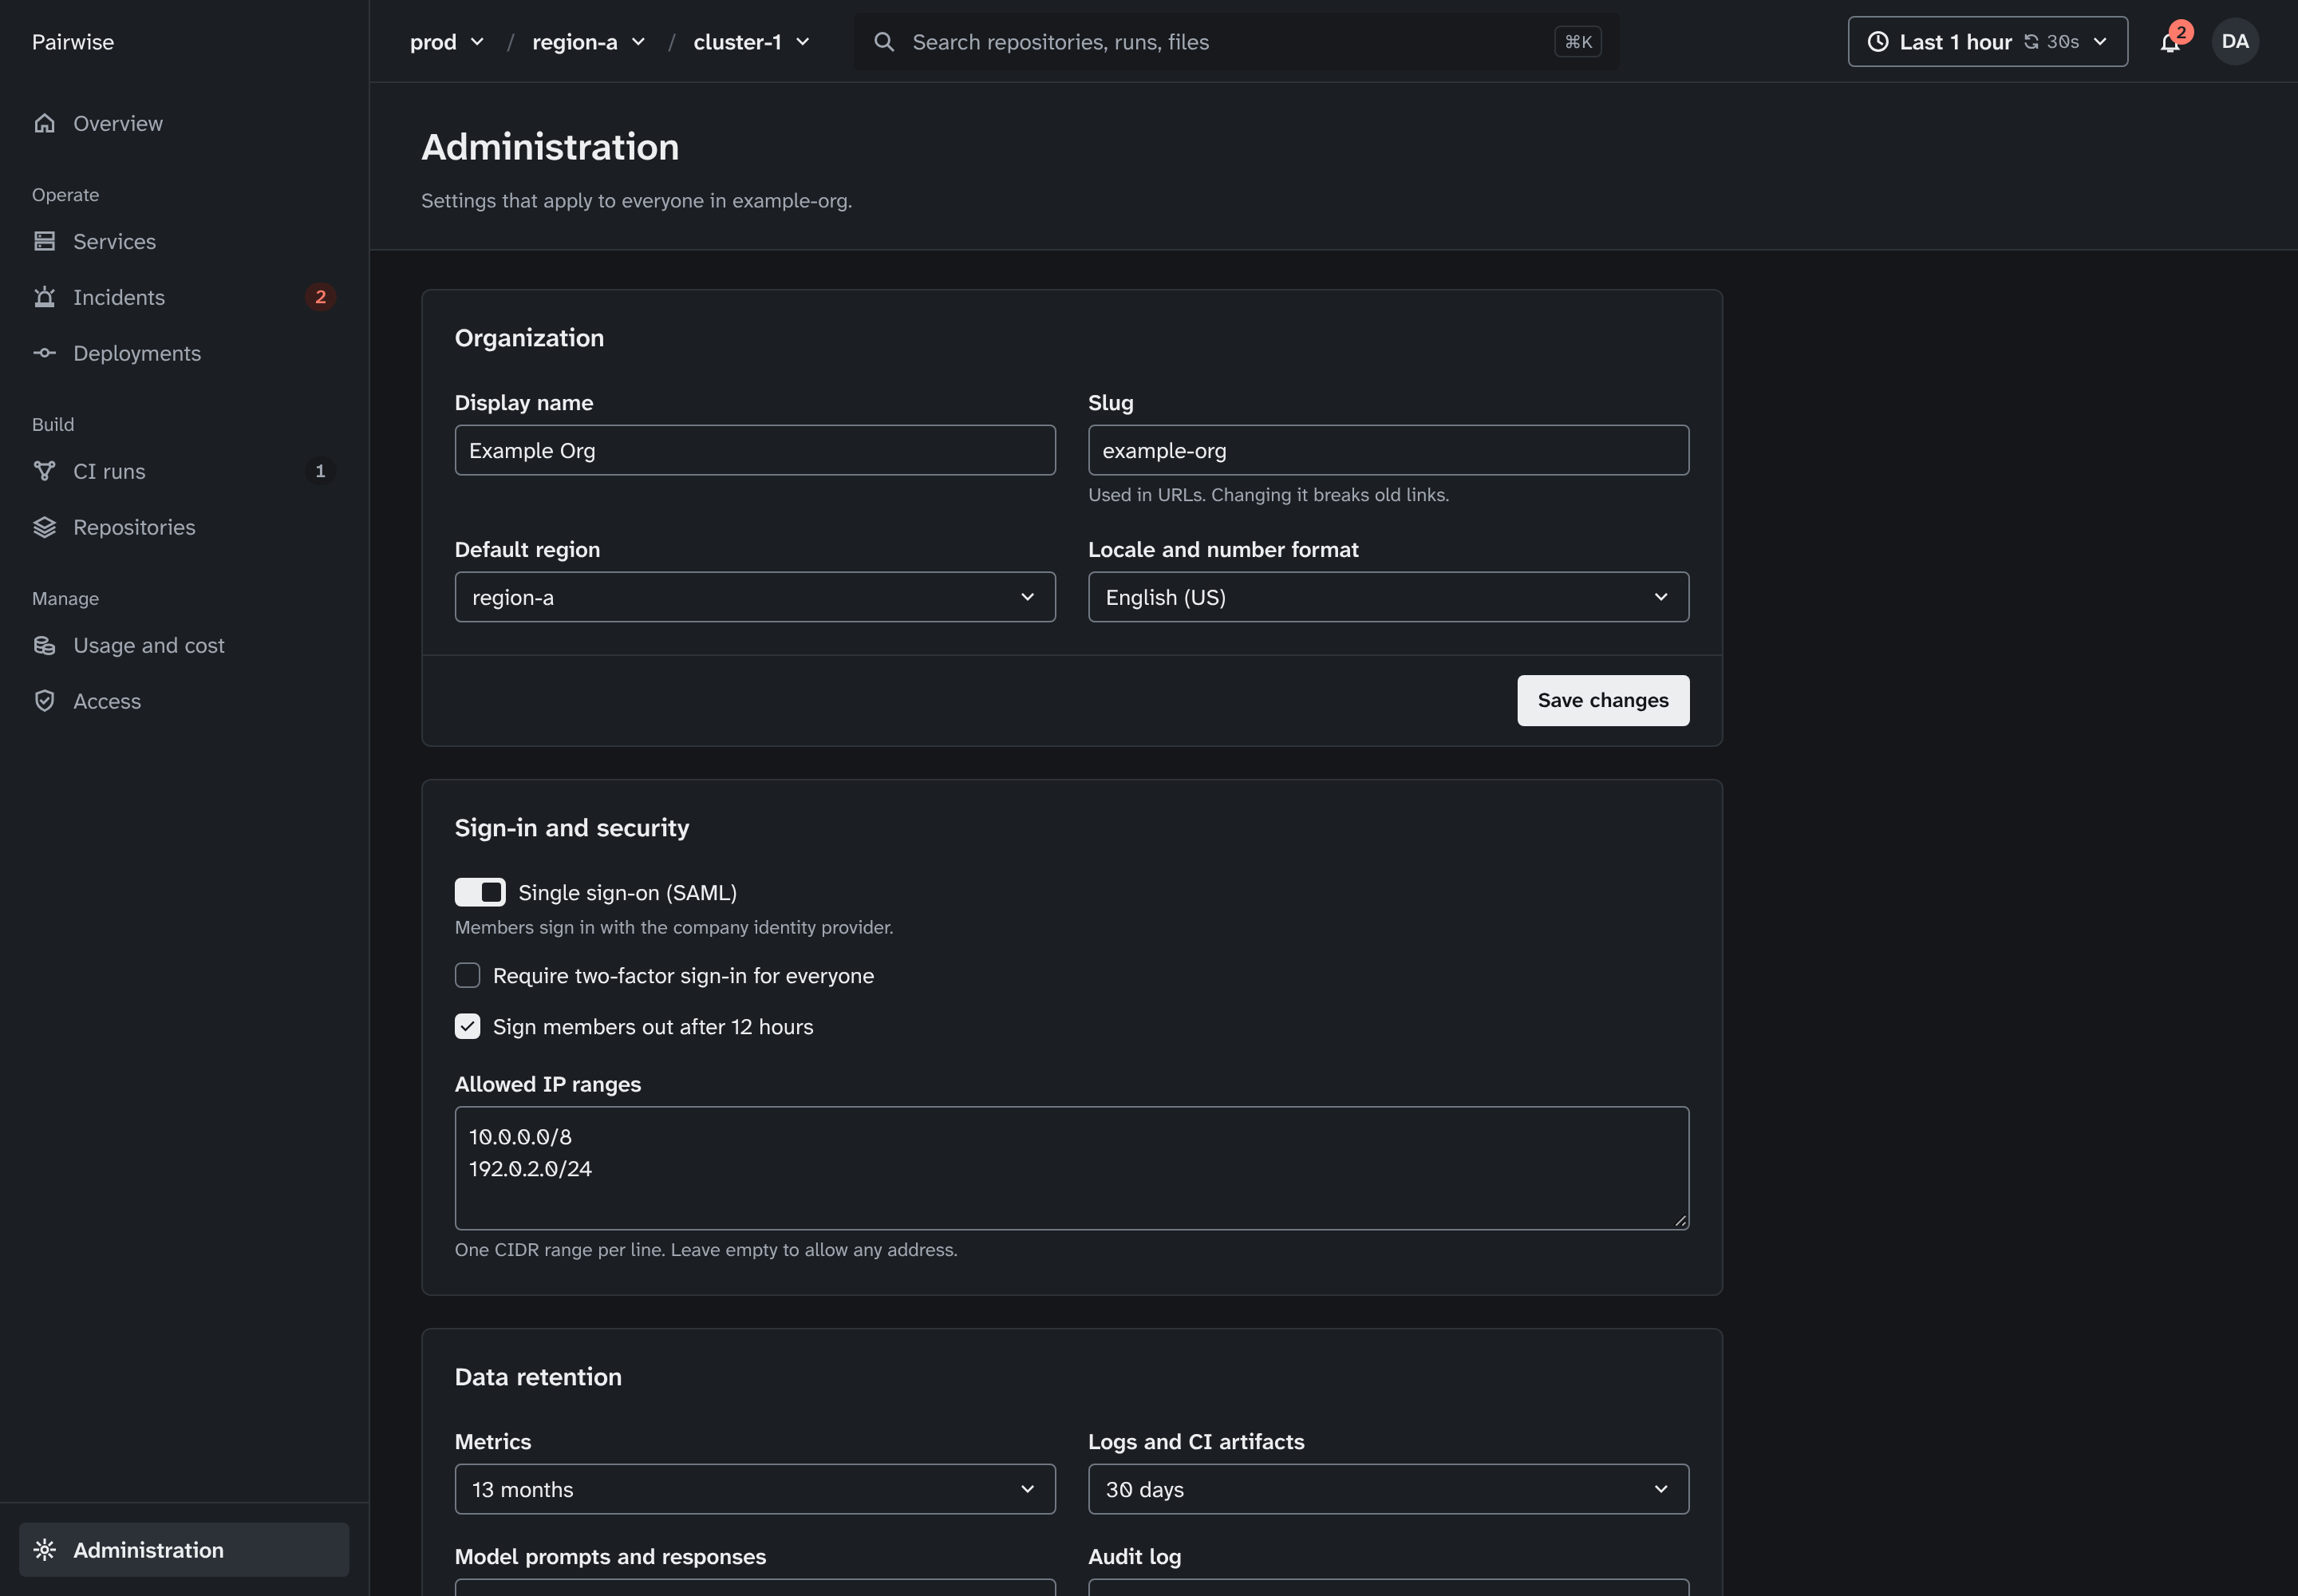 Pairwise
Overview
Operate
Services
Incidents 2
Deployments
Build
CI runs 1
Repositories
Manage
Usage and cost
Access
Administration
prod / region-a / cluster-1
Search repositories, runs, files ⌘K
Last 1 hour 30s
2
DA
Administration
Settings that apply to everyone in example-org.
Organization
Display name
Example Org
Slug
example-org
Used in URLs. Changing it breaks old links.
Default region
region-a
Locale and number format
English (US)
Save changes
Sign-in and security
Single sign-on (SAML)
Members sign in with the company identity provider.
Require two-factor sign-in for everyone
Sign members out after 12 hours
Allowed IP ranges
10.0.0.0/8
192.0.2.0/24
One CIDR range per line. Leave empty to allow any address.
Data retention
Metrics
13 months
Logs and CI artifacts
30 days
Model prompts and responses
Audit log